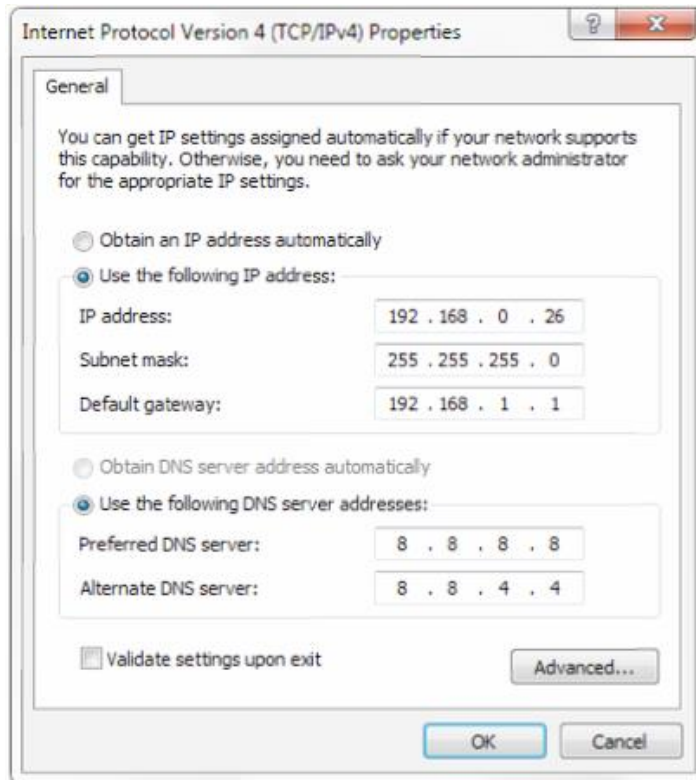 Internet Protocol Version 4 (TCP/IPv4) Properties
General
You can get IP settings assigned automatically if your network supports
this capability. Otherwise, you need to ask your network administrator
for the appropriate IP settings.
Obtain an IP address automatically
Use the following IP address:
IP address: 192 . 168 . 0 . 26
Subnet mask: 255 . 255 . 255 . 0
Default gateway: 192 . 168 . 1 . 1
Obtain DNS server address automatically
Use the following DNS server addresses:
Preferred DNS server: 8 . 8 . 8 . 8
Alternate DNS server: 8 . 8 . 4 . 4
Validate settings upon exit
Advanced...
OK Cancel